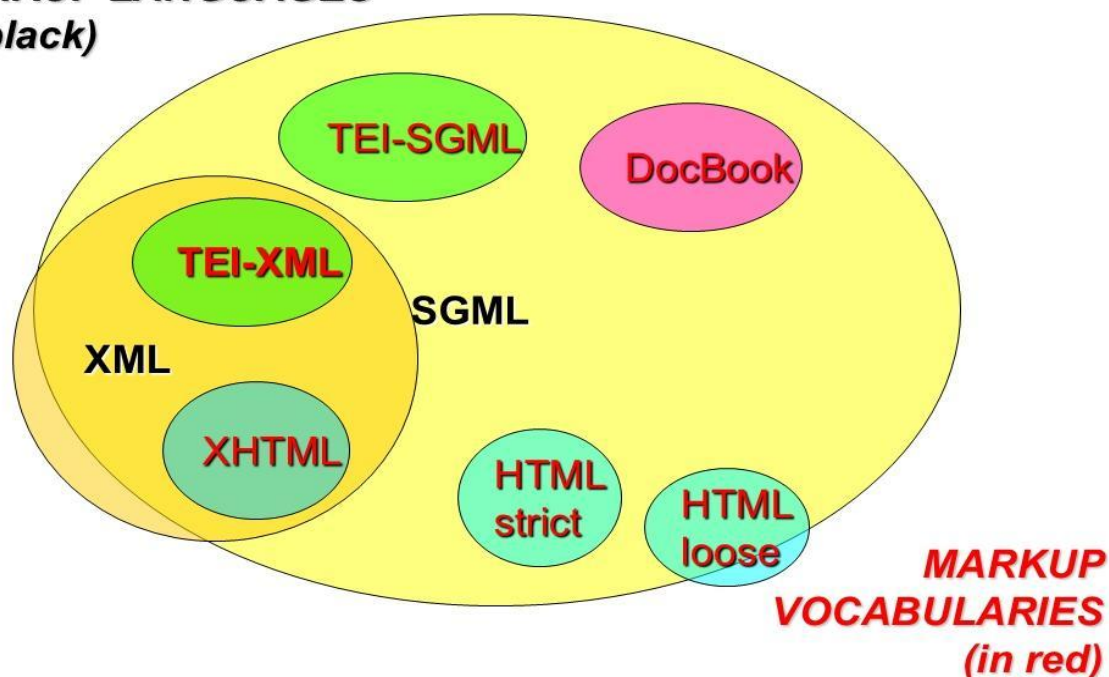 black)
TEI-SGML
DocBook
TEI-XML
SGML
XML
XHTML
HTML
strict
HTML
loose
MARKUP
VOCABULARIES
(in red)